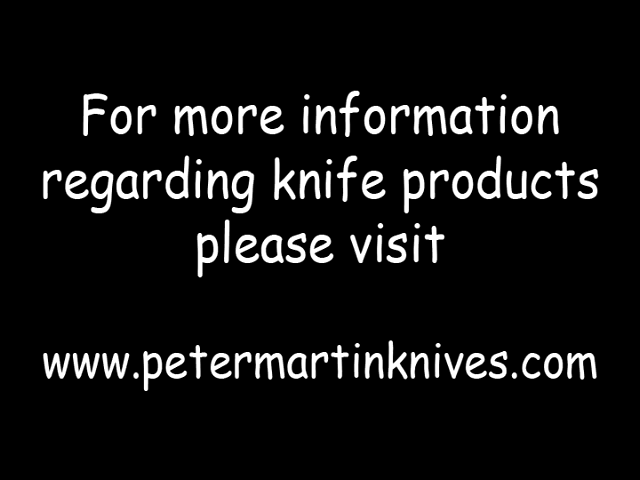 For more information
regarding knife products
please visit
www.petermartinknives.com